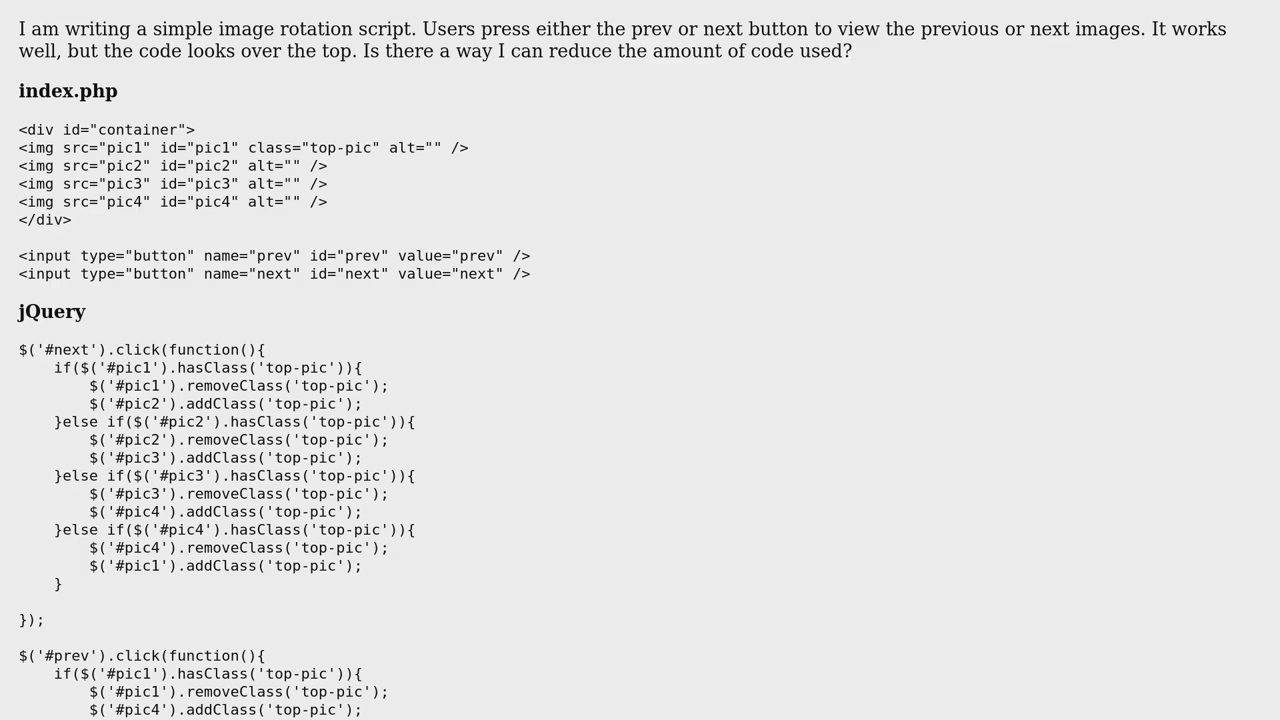 I am writing a simple image rotation script. Users press either the prev or next button to view the previous or next images. It works
well, but the code looks over the top. Is there a way I can reduce the amount of code used?
index.php
<div id="container">
<img src="pic1" id="pic1" class="top-pic" alt="" />
<img src="pic2" id="pic2" alt="" />
<img src="pic3" id="pic3" alt="" />
<img src="pic4" id="pic4" alt="" />
</div>
<input type="button" name="prev" id="prev" value="prev" />
<input type="button" name="next" id="next" value="next" />
jQuery
$('#next').click(function(){
    if($('#pic1').hasClass('top-pic')){
        $('#pic1').removeClass('top-pic');
        $('#pic2').addClass('top-pic');
    }else if($('#pic2').hasClass('top-pic')){
        $('#pic2').removeClass('top-pic');
        $('#pic3').addClass('top-pic');
    }else if($('#pic3').hasClass('top-pic')){
        $('#pic3').removeClass('top-pic');
        $('#pic4').addClass('top-pic');
    }else if($('#pic4').hasClass('top-pic')){
        $('#pic4').removeClass('top-pic');
        $('#pic1').addClass('top-pic');
    }
});
$('#prev').click(function(){
    if($('#pic1').hasClass('top-pic')){
        $('#pic1').removeClass('top-pic');
        $('#pic4').addClass('top-pic');